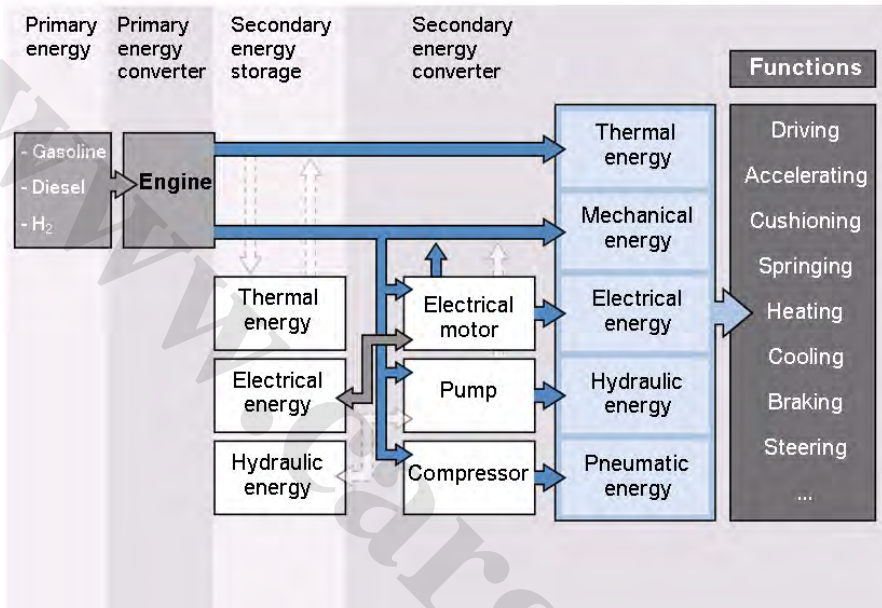 Primary
energy
Primary
energy
converter
Secondary
energy
storage
Secondary
energy
converter
Functions
- Gasoline
- Diesel
- H₂
Engine
Thermal
energy
Electrical
energy
Hydraulic
energy
Electrical
motor
Pump
Compressor
Thermal
energy
Mechanical
energy
Electrical
energy
Hydraulic
energy
Pneumatic
energy
Driving
Accelerating
Cushioning
Springing
Heating
Cooling
Braking
Steering
...